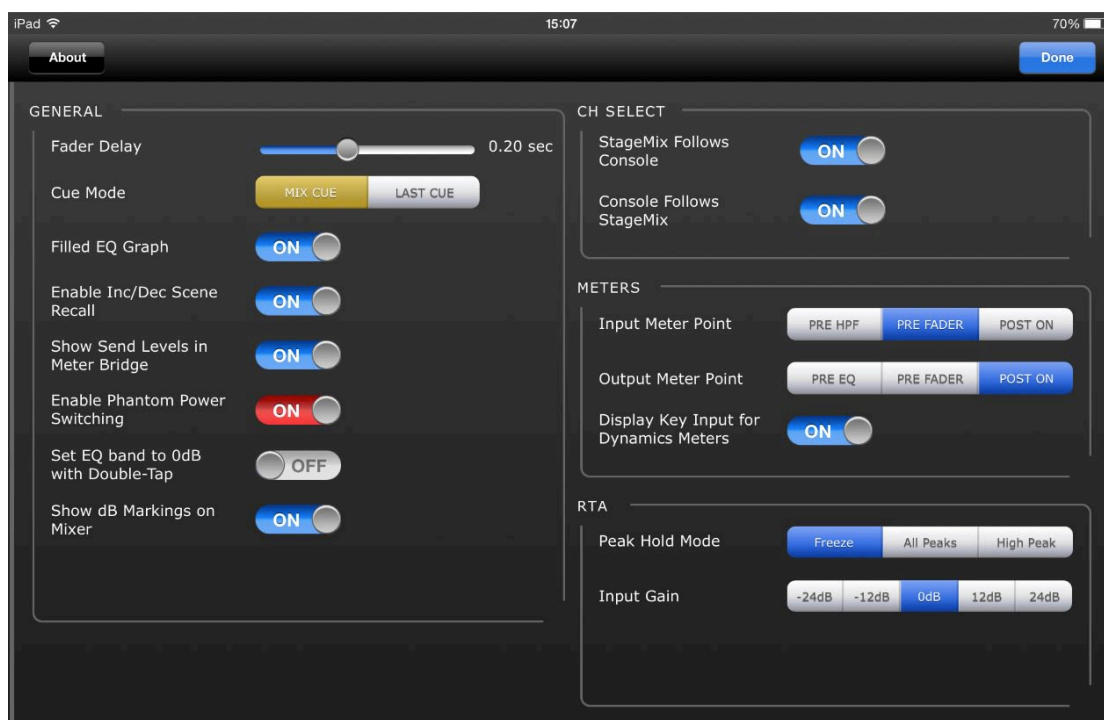 iPad 15:07 70%
About Done
GENERAL
Fader Delay 0.20 sec
Cue Mode MIX CUE LAST CUE
Filled EQ Graph ON
Enable Inc/Dec Scene
Recall ON
Show Send Levels in
Meter Bridge ON
Enable Phantom Power
Switching ON
Set EQ band to 0dB
with Double-Tap OFF
Show dB Markings on
Mixer ON
CH SELECT
StageMix Follows
Console ON
Console Follows
StageMix ON
METERS
Input Meter Point PRE HPF PRE FADER POST ON
Output Meter Point PRE EQ PRE FADER POST ON
Display Key Input for
Dynamics Meters ON
RTA
Peak Hold Mode Freeze All Peaks High Peak
Input Gain -24dB -12dB 0dB 12dB 24dB